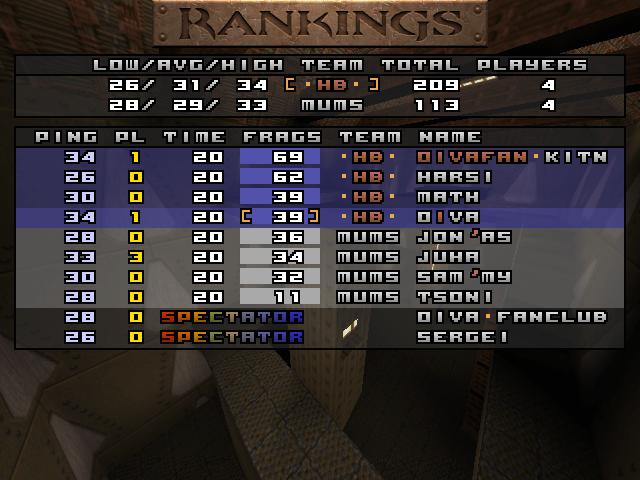 RANKINGS
LOW/AVG/HIGH TEAM TOTAL PLAYERS
26/ 31/ 34 [·HB·] 209 4
28/ 29/ 33 MUMS 113 4
PING PL TIME FRAGS TEAM NAME
34 1 20 69 ·HB· DIVAFAN·KITN
26 0 20 62 ·HB· HARSI
30 0 20 39 ·HB· MATH
34 1 20 [ 39] ·HB· DIVA
28 0 20 36 MUMS JON'AS
33 3 20 34 MUMS JUHA
30 0 20 32 MUMS SAM'MY
28 0 20 11 MUMS TSONI
28 0 SPECTATOR DIVA·FANCLUB
26 0 SPECTATOR SERGEI